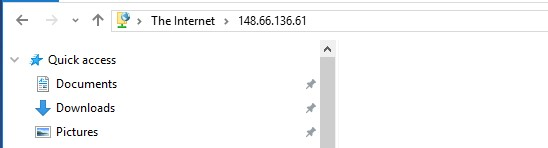 The Internet > 148.66.136.61
Quick access
Documents
Downloads
Pictures